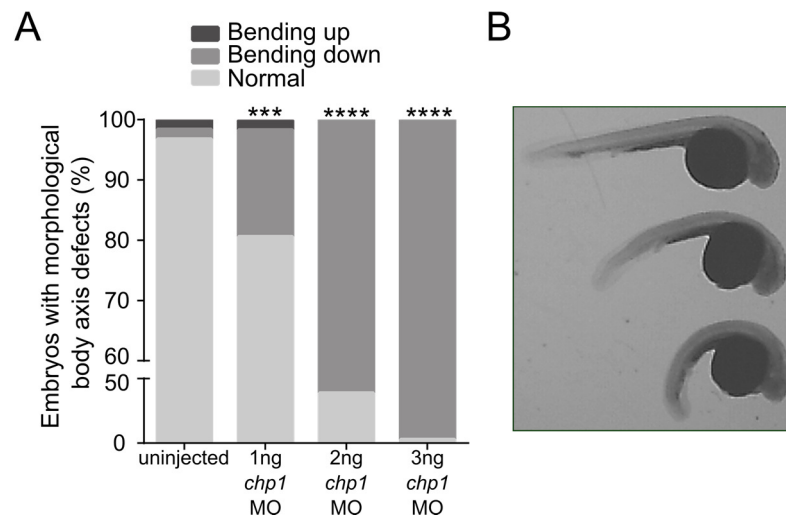 A
Bending up
Bending down
Normal
B
Embryos with morphological
body axis defects (%)
100
90
80
70
60
50
0
***
****
****
uninjected
1ng
chp1
MO
2ng
chp1
MO
3ng
chp1
MO